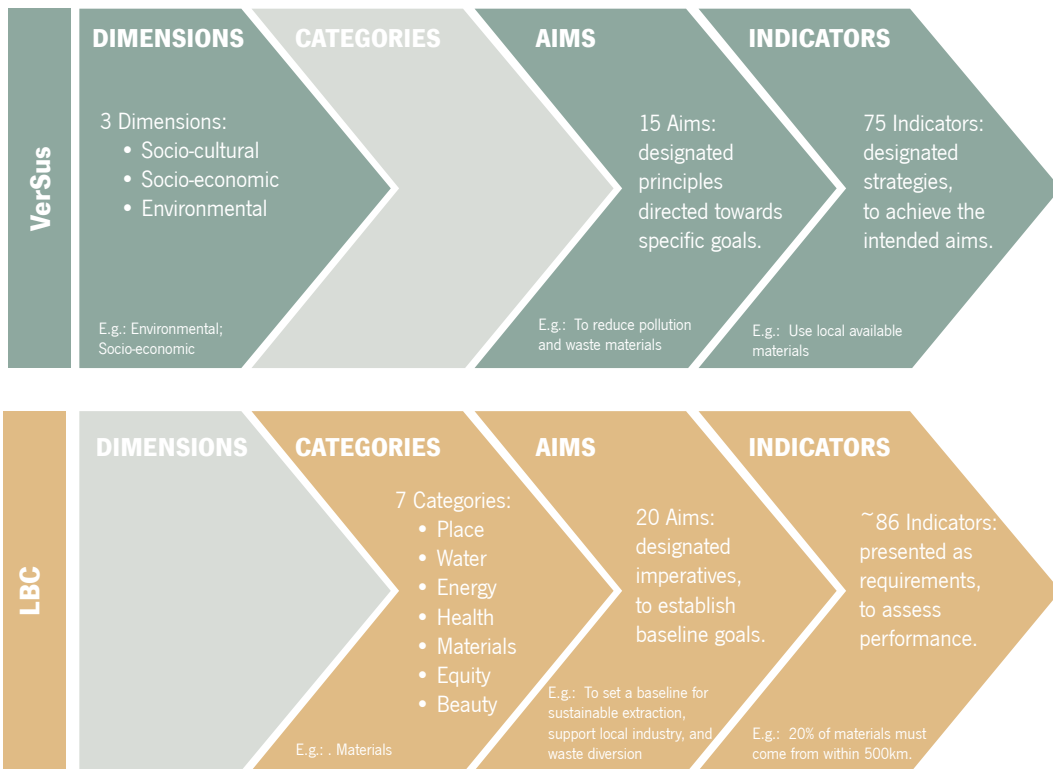 VerSus
DIMENSIONS
3 Dimensions:
• Socio-cultural
• Socio-economic
• Environmental
E.g.: Environmental;
Socio-economic
CATEGORIES
AIMS
15 Aims:
designated
principles
directed towards
specific goals.
E.g.: To reduce pollution
and waste materials
INDICATORS
75 Indicators:
designated
strategies,
to achieve the
intended aims.
E.g.: Use local available
materials
LBC
DIMENSIONS
CATEGORIES
7 Categories:
• Place
• Water
• Energy
• Health
• Materials
• Equity
• Beauty
E.g.: . Materials
AIMS
20 Aims:
designated
imperatives,
to establish
baseline goals.
E.g.: To set a baseline for
sustainable extraction,
support local industry, and
waste diversion
INDICATORS
~86 Indicators:
presented as
requirements,
to assess
performance.
E.g.: 20% of materials must
come from within 500km.